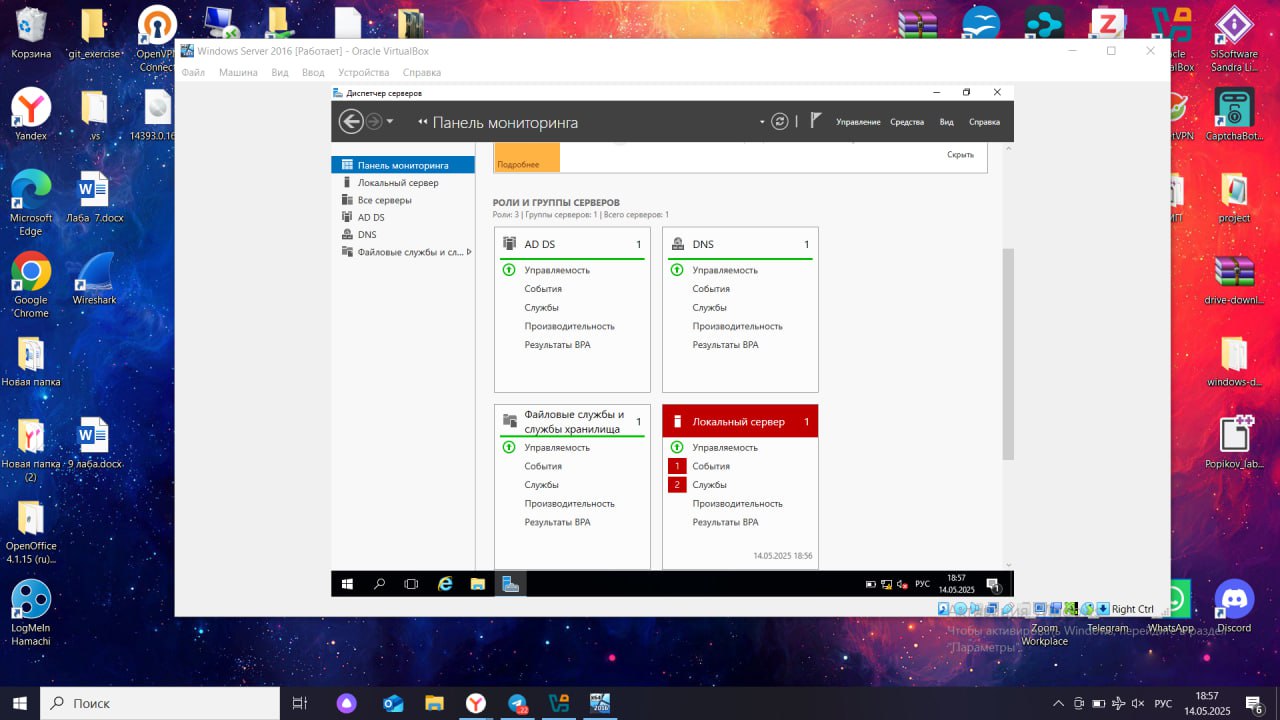 Windows Server 2016 [Работает] - Oracle VirtualBox
Файл Машина Вид Ввод Устройства Справка
Диспетчер серверов
Панель мониторинга
Управление Средства Вид Справка
Панель мониторинга
Локальный сервер
Все серверы
AD DS
DNS
Файловые службы и сл...
Подробнее
Скрыть
РОЛИ И ГРУППЫ СЕРВЕРОВ
Роли: 3 | Группы серверов: 1 | Всего серверов: 1
AD DS 1
Управляемость
События
Службы
Производительность
Результаты BPA
DNS 1
Управляемость
События
Службы
Производительность
Результаты BPA
Файловые службы и
службы хранилища 1
Управляемость
События
Службы
Производительность
Результаты BPA
Локальный сервер 1
Управляемость
1 События
2 Службы
Производительность
Результаты BPA
14.05.2025 18:56
РУС
18:57
14.05.2025
1
Right Ctrl
Корзина
git_exercise
OpenVPN
Connect
Yandex
.vs
14393.0.16
Microsoft
Edge
Лаба 7.docx
Google
Chrome
Wireshark
Новая папка
Новая папка
(2)
9 лаба.docx
OpenOffice
4.1.15 (ru)...
LogMeIn
Hamachi
SiSoftware
Sandra Li...
CaptchaBot...
project
drive-downl...
windows-d...
Popikov_lab...
Zoom
Workplace
Telegram
WhatsApp
Discord
Чтобы активировать Windows, перейдите в раздел
"Параметры".
Поиск
22
x64
2016
РУС
18:57
14.05.2025
6